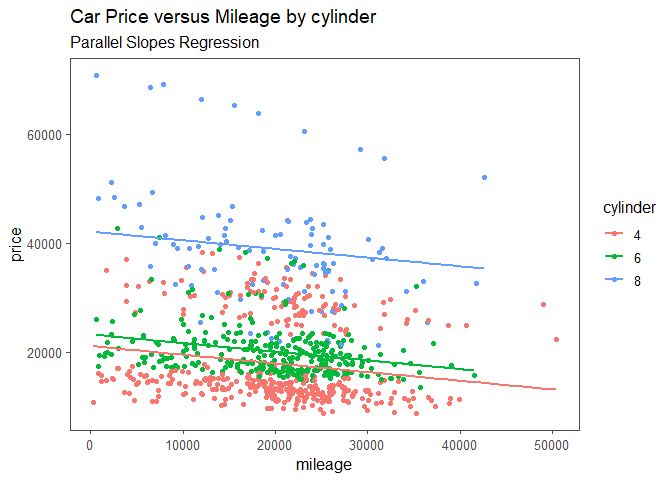 Car Price versus Mileage by cylinder
Parallel Slopes Regression
60000
40000
20000
price
0 10000 20000 30000 40000 50000
mileage
cylinder
4
6
8